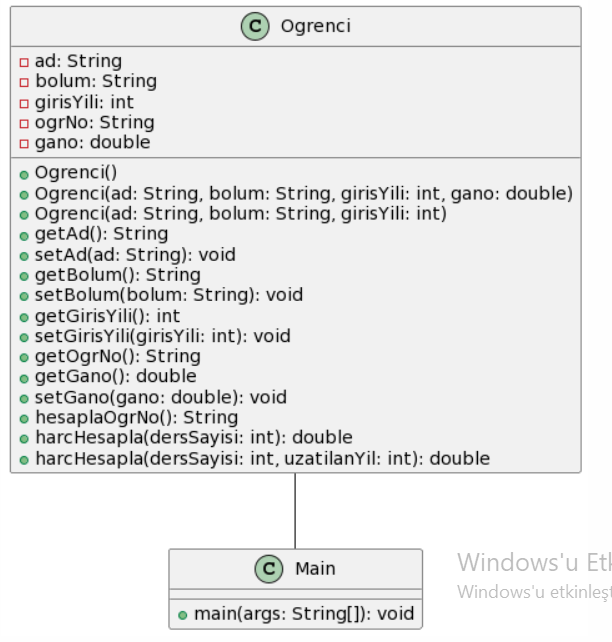 C Ogrenci
ad: String
bolum: String
girisYili: int
ogrNo: String
gano: double
Ogrenci()
Ogrenci(ad: String, bolum: String, girisYili: int, gano: double)
Ogrenci(ad: String, bolum: String, girisYili: int)
getAd(): String
setAd(ad: String): void
getBolum(): String
setBolum(bolum: String): void
getGirisYili(): int
setGirisYili(girisYili: int): void
getOgrNo(): String
getGano(): double
setGano(gano: double): void
hesaplaOgrNo(): String
harcHesapla(dersSayisi: int): double
harcHesapla(dersSayisi: int, uzatilanYil: int): double
C Main
main(args: String[]): void
Windows'u Etk
Windows'u etkinleşt